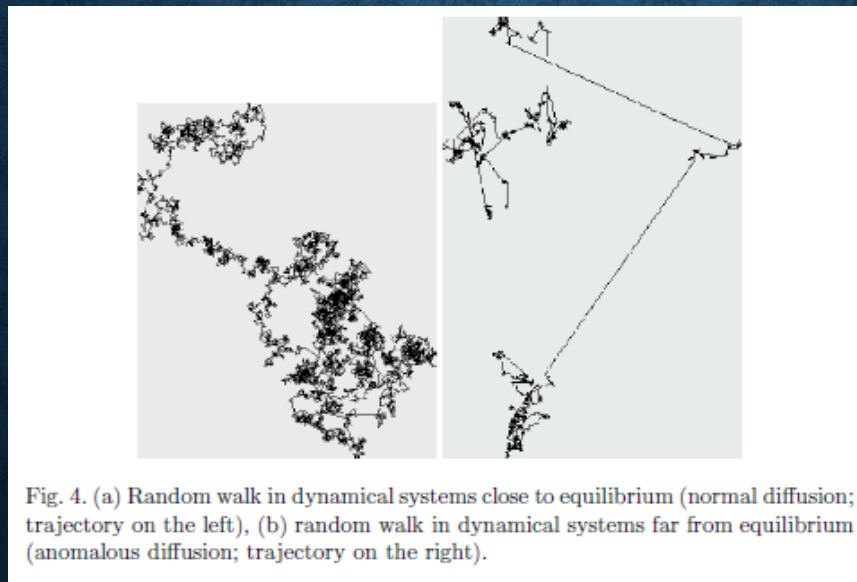 Fig. 4. (a) Random walk in dynamical systems close to equilibrium (normal diffusion;
trajectory on the left), (b) random walk in dynamical systems far from equilibrium
(anomalous diffusion; trajectory on the right).